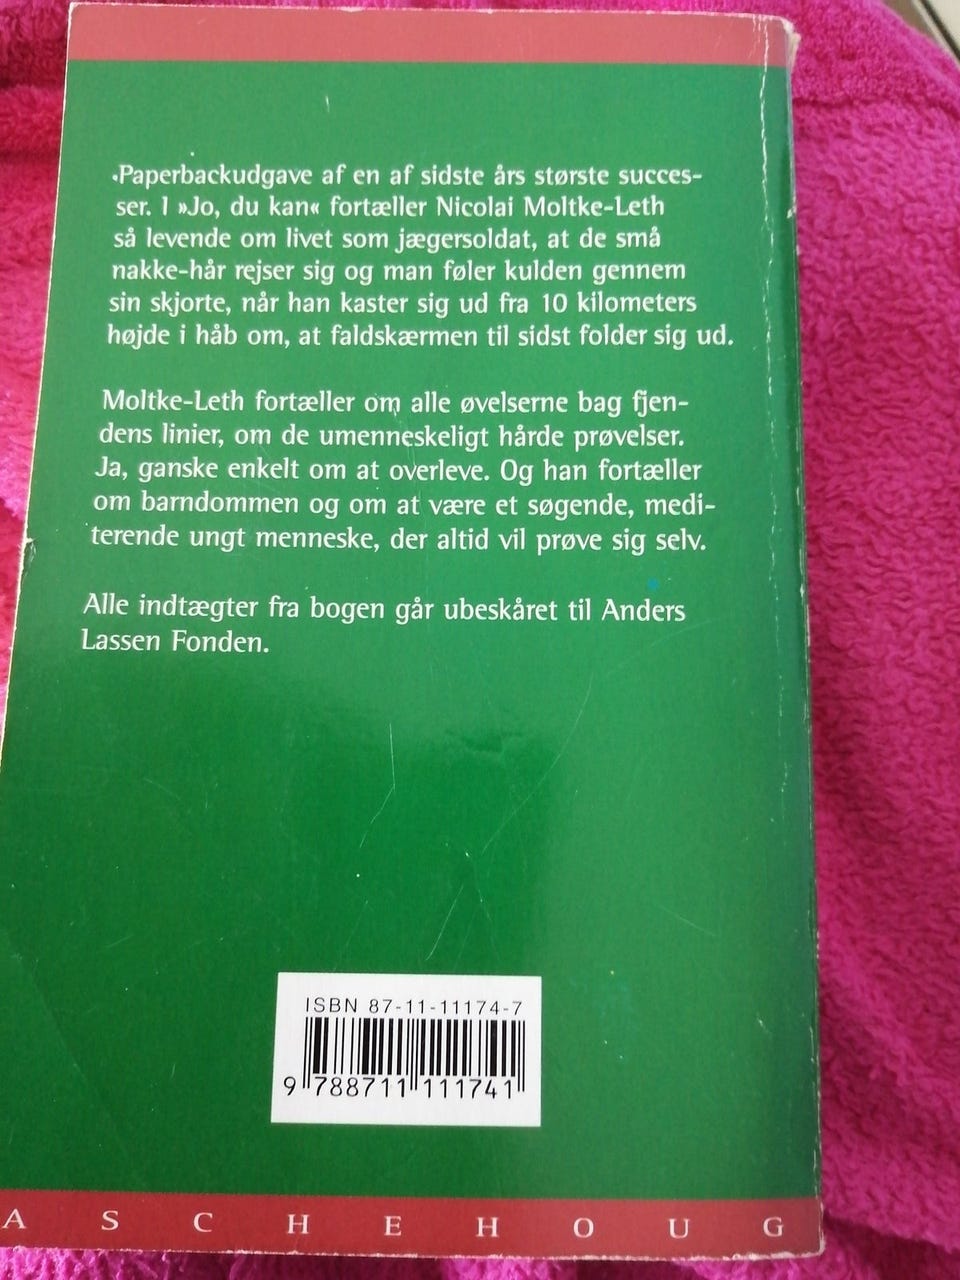 Paperbackudgave af en af sidste års største succes-
ser. I »Jo, du kan« fortæller Nicolai Moltke-Leth
så levende om livet som jægersoldat, at de små
nakke-hår rejser sig og man føler kulden gennem
sin skjorte, når han kaster sig ud fra 10 kilometers
højde i håb om, at faldskærmen til sidst folder sig ud.
Moltke-Leth fortæller om alle øvelserne bag fjen-
dens linier, om de umenneskeligt hårde prøvelser.
Ja, ganske enkelt om at overleve. Og han fortæller
om barndommen og om at være et søgende, medi-
terende ungt menneske, der altid vil prøve sig selv.
Alle indtægter fra bogen går ubeskåret til Anders
Lassen Fonden.
ISBN 87-11-11174-7
9 788711 111741
ASCHEHOUG